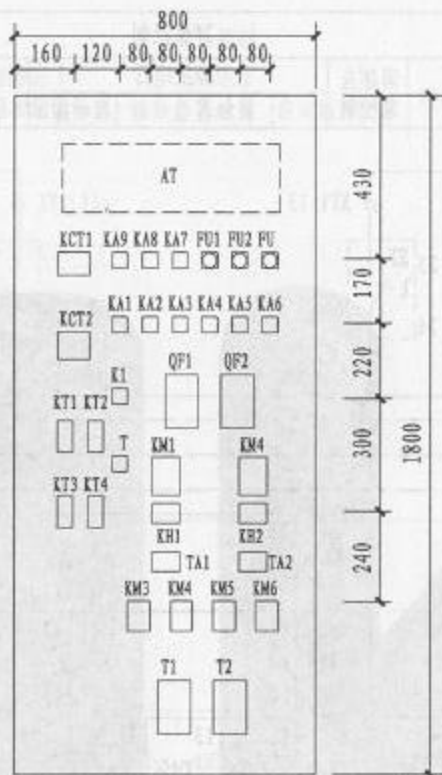 800
160 120 80 80 80 80 80
AT
430
KCT1 KA9 KA8 KA7 FU1 FU2 FU
170
KA1 KA2 KA3 KA4 KA5 KA6
KCT2
220
QF1 QF2
K1
KT1 KT2
300
1800
T
KM1 KM4
KT3 KT4
KH1 KH2
240
TA1 TA2
KM3 KM4 KM5 KM6
T1 T2